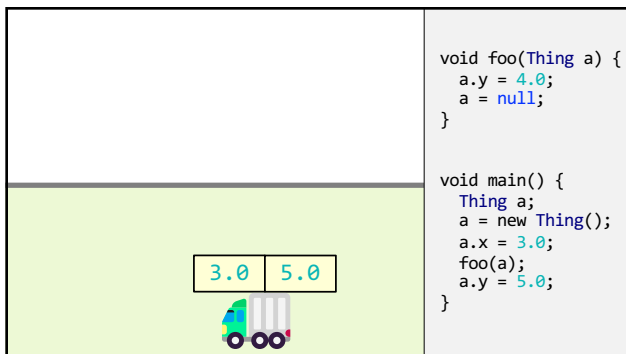 void foo(Thing a) {
  a.y = 4.0;
  a = null;
}
void main() {
  Thing a;
  a = new Thing();
  a.x = 3.0;
  foo(a);
  a.y = 5.0;
}
3.0 5.0